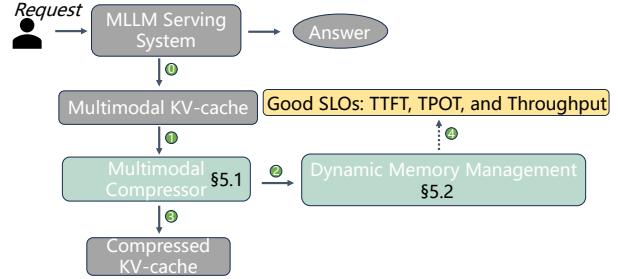 Request
MLLM Serving
System
Answer
0
Multimodal KV-cache
Good SLOs: TTFT, TPOT, and Throughput
1
4
Multimodal
Compressor
§5.1
2
Dynamic Memory Management
§5.2
3
Compressed
KV-cache